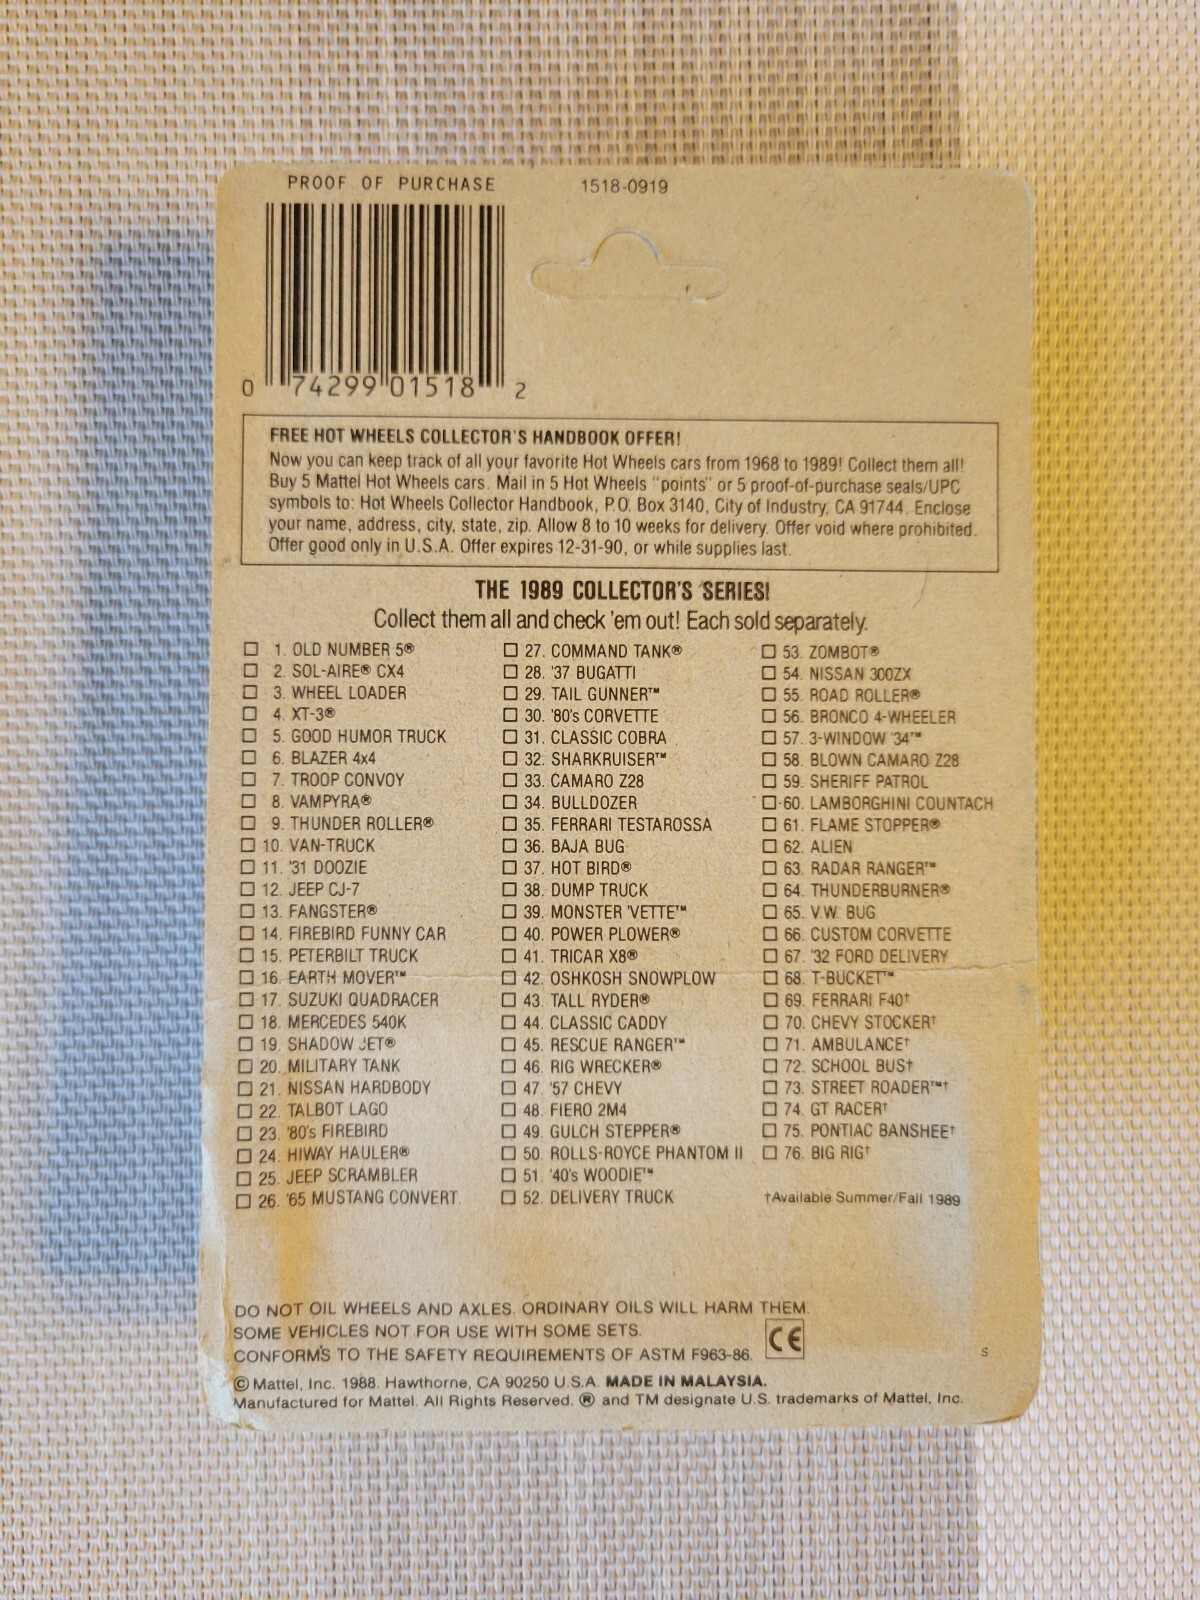 PROOF OF PURCHASE 1518-0919
0 74299 01518 2
FREE HOT WHEELS COLLECTOR'S HANDBOOK OFFER!
Now you can keep track of all your favorite Hot Wheels cars from 1968 to 1989! Collect them all!
Buy 5 Mattel Hot Wheels cars. Mail in 5 Hot Wheels "points" or 5 proof-of-purchase seals/UPC
symbols to: Hot Wheels Collector Handbook, P.O. Box 3140, City of Industry, CA 91744. Enclose
your name, address, city, state, zip. Allow 8 to 10 weeks for delivery. Offer void where prohibited.
Offer good only in U.S.A. Offer expires 12-31-90, or while supplies last.
THE 1989 COLLECTOR'S SERIES!
Collect them all and check 'em out! Each sold separately.
1. OLD NUMBER 5®
2. SOL-AIRE® CX4
3. WHEEL LOADER
4. XT-3®
5. GOOD HUMOR TRUCK
6. BLAZER 4x4
7. TROOP CONVOY
8. VAMPYRA®
9. THUNDER ROLLER®
10. VAN-TRUCK
11. '31 DOOZIE
12. JEEP CJ-7
13. FANGSTER®
14. FIREBIRD FUNNY CAR
15. PETERBILT TRUCK
16. EARTH MOVER™
17. SUZUKI QUADRACER
18. MERCEDES 540K
19. SHADOW JET®
20. MILITARY TANK
21. NISSAN HARDBODY
22. TALBOT LAGO
23. '80's FIREBIRD
24. HIWAY HAULER®
25. JEEP SCRAMBLER
26. '65 MUSTANG CONVERT.
27. COMMAND TANK®
28. '37 BUGATTI
29. TAIL GUNNER™
30. '80's CORVETTE
31. CLASSIC COBRA
32. SHARKRUISER™
33. CAMARO Z28
34. BULLDOZER
35. FERRARI TESTAROSSA
36. BAJA BUG
37. HOT BIRD®
38. DUMP TRUCK
39. MONSTER 'VETTE™
40. POWER PLOWER®
41. TRICAR X8®
42. OSHKOSH SNOWPLOW
43. TALL RYDER®
44. CLASSIC CADDY
45. RESCUE RANGER™
46. RIG WRECKER®
47. '57 CHEVY
48. FIERO 2M4
49. GULCH STEPPER®
50. ROLLS-ROYCE PHANTOM II
51. '40's WOODIE™
52. DELIVERY TRUCK
53. ZOMBOT®
54. NISSAN 300ZX
55. ROAD ROLLER®
56. BRONCO 4-WHEELER
57. 3-WINDOW '34™
58. BLOWN CAMARO Z28
59. SHERIFF PATROL
60. LAMBORGHINI COUNTACH
61. FLAME STOPPER®
62. ALIEN
63. RADAR RANGER™
64. THUNDERBURNER®
65. V.W. BUG
66. CUSTOM CORVETTE
67. '32 FORD DELIVERY
68. T-BUCKET™
69. FERRARI F40†
70. CHEVY STOCKER†
71. AMBULANCE†
72. SCHOOL BUS†
73. STREET ROADER™†
74. GT RACER†
75. PONTIAC BANSHEE†
76. BIG RIG†
†Available Summer/Fall 1989
DO NOT OIL WHEELS AND AXLES. ORDINARY OILS WILL HARM THEM.
SOME VEHICLES NOT FOR USE WITH SOME SETS.
CONFORMS TO THE SAFETY REQUIREMENTS OF ASTM F963-86. CE
S
© Mattel, Inc. 1988. Hawthorne, CA 90250 U.S.A. MADE IN MALAYSIA.
Manufactured for Mattel. All Rights Reserved. ® and TM designate U.S. trademarks of Mattel, Inc.